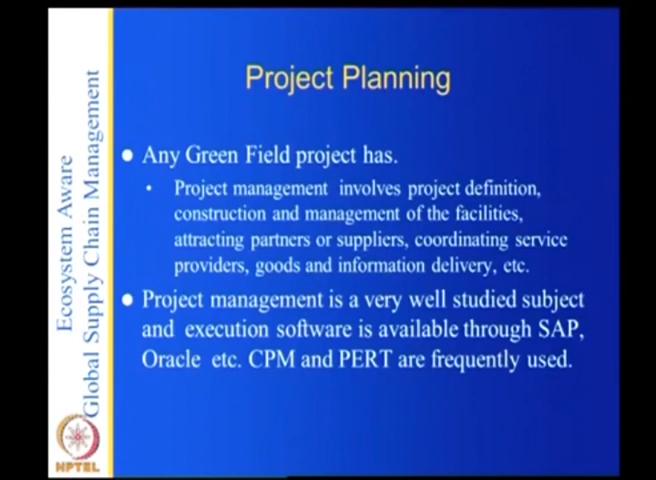 Project Planning
Any Green Field project has.
Project management involves project definition,
construction and management of the facilities,
attracting partners or suppliers, coordinating service
providers, goods and information delivery, etc.
Project management is a very well studied subject
and execution software is available through SAP,
Oracle etc. CPM and PERT are frequently used.
Ecosystem Aware
Global Supply Chain Management
NPTEL